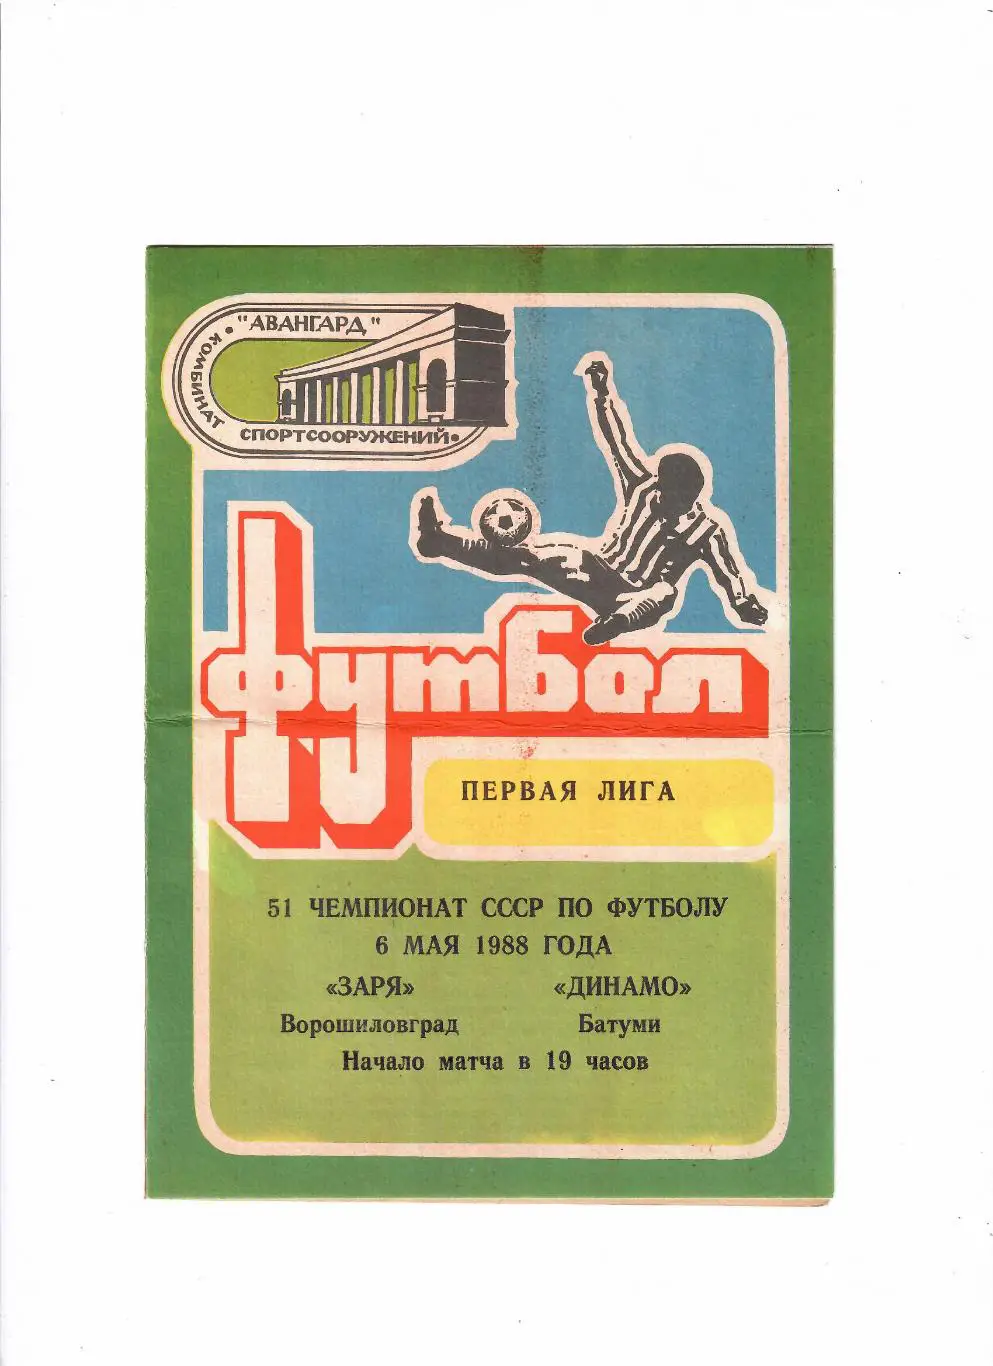 "АВАНГАРД"
КОМБИНАТ
СПОРТСООРУЖЕНИЙ
футбол
ПЕРВАЯ ЛИГА
51 ЧЕМПИОНАТ СССР ПО ФУТБОЛУ
6 МАЯ 1988 ГОДА
«ЗАРЯ» «ДИНАМО»
Ворошиловград Батуми
Начало матча в 19 часов